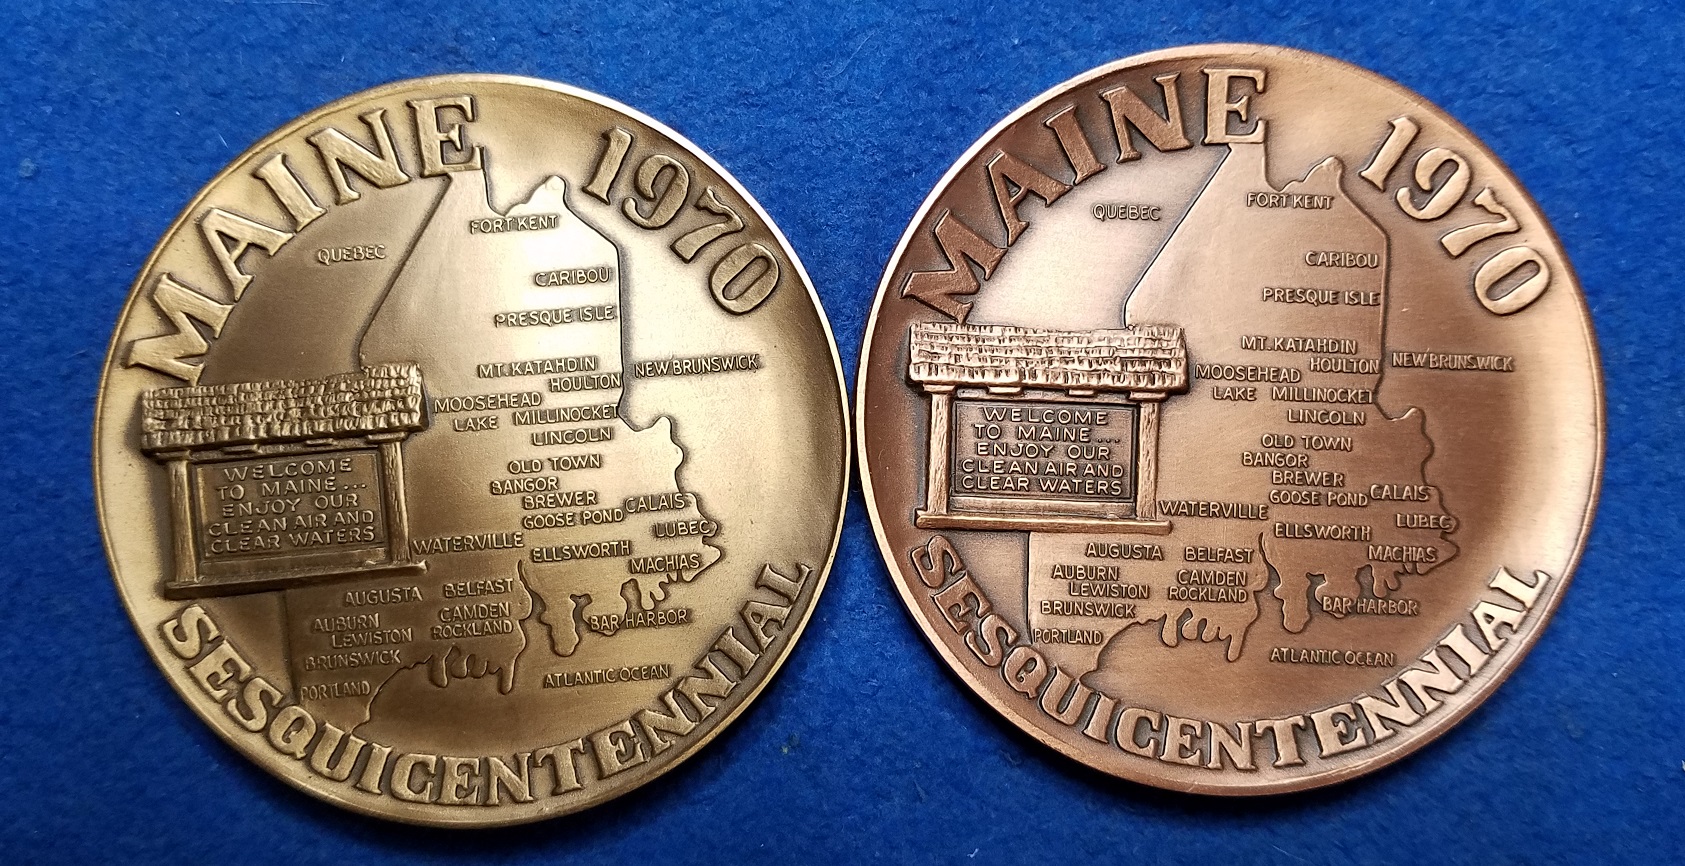 MAINE 1970
QUEBEC
FORT KENT
CARIBOU
PRESQUE ISLE
MT. KATAHDIN
HOULTON
NEW BRUNSWICK
MOOSEHEAD
LAKE MILLINOCKET
LINCOLN
OLD TOWN
BANGOR
BREWER
GOOSE POND
CALAIS
LUBEC
WELCOME
TO MAINE...
ENJOY OUR
CLEAN AIR AND
CLEAR WATERS
WATERVILLE
ELLSWORTH
MACHIAS
AUGUSTA
BELFAST
AUBURN
CAMDEN
LEWISTON
ROCKLAND
BAR HARBOR
BRUNSWICK
PORTLAND
ATLANTIC OCEAN
SESQUICENTENNIAL
MAINE 1970
QUEBEC
FORT KENT
CARIBOU
PRESQUE ISLE
MT. KATAHDIN
HOULTON
NEW BRUNSWICK
MOOSEHEAD
LAKE MILLINOCKET
LINCOLN
OLD TOWN
BANGOR
BREWER
GOOSE POND
CALAIS
LUBEC
WELCOME
TO MAINE...
ENJOY OUR
CLEAN AIR AND
CLEAR WATERS
WATERVILLE
ELLSWORTH
MACHIAS
AUGUSTA
BELFAST
AUBURN
CAMDEN
LEWISTON
ROCKLAND
BAR HARBOR
BRUNSWICK
PORTLAND
ATLANTIC OCEAN
SESQUICENTENNIAL